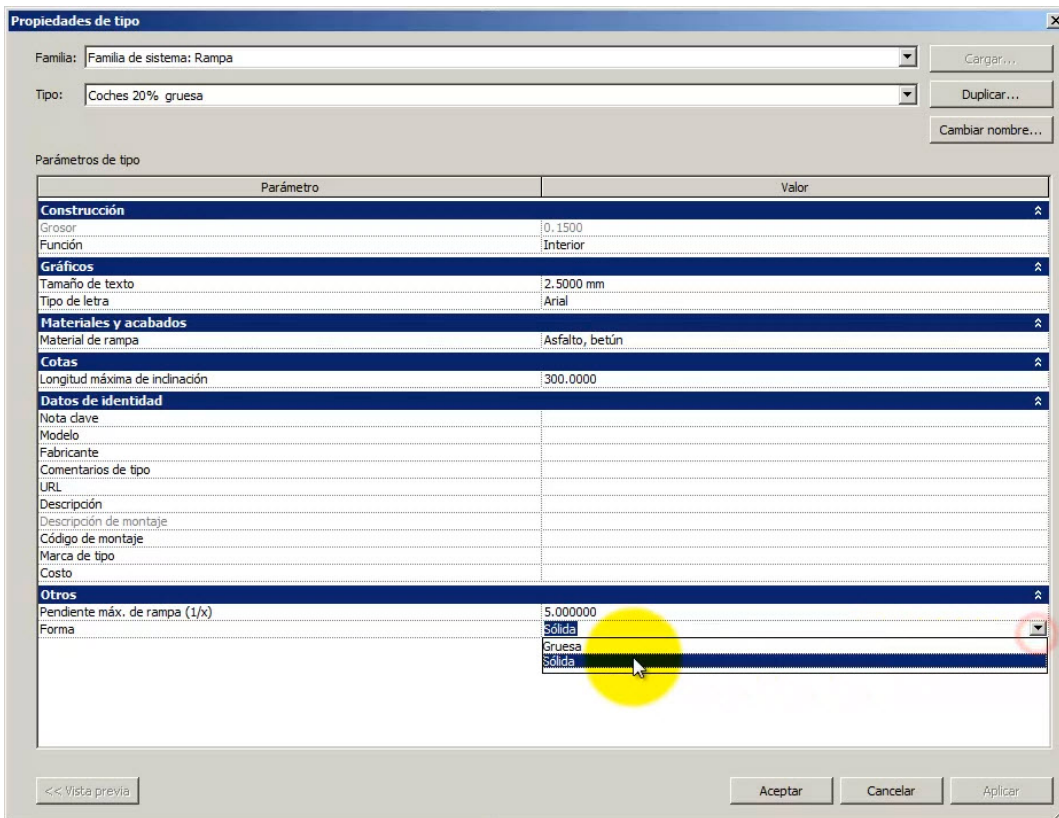 Propiedades de tipo
Familia: Familia de sistema: Rampa Cargar...
Tipo: Coches 20% gruesa Duplicar...
Cambiar nombre...
Parámetros de tipo
Parámetro Valor
Construcción
Grosor 0.1500
Función Interior
Gráficos
Tamaño de texto 2.5000 mm
Tipo de letra Arial
Materiales y acabados
Material de rampa Asfalto, betún
Cotas
Longitud máxima de inclinación 300.0000
Datos de identidad
Nota clave
Modelo
Fabricante
Comentarios de tipo
URL
Descripción
Descripción de montaje
Código de montaje
Marca de tipo
Costo
Otros
Pendiente máx. de rampa (1/x) 5.000000
Forma Sólida
Gruesa
Sólida
<< Vista previa Aceptar Cancelar Aplicar